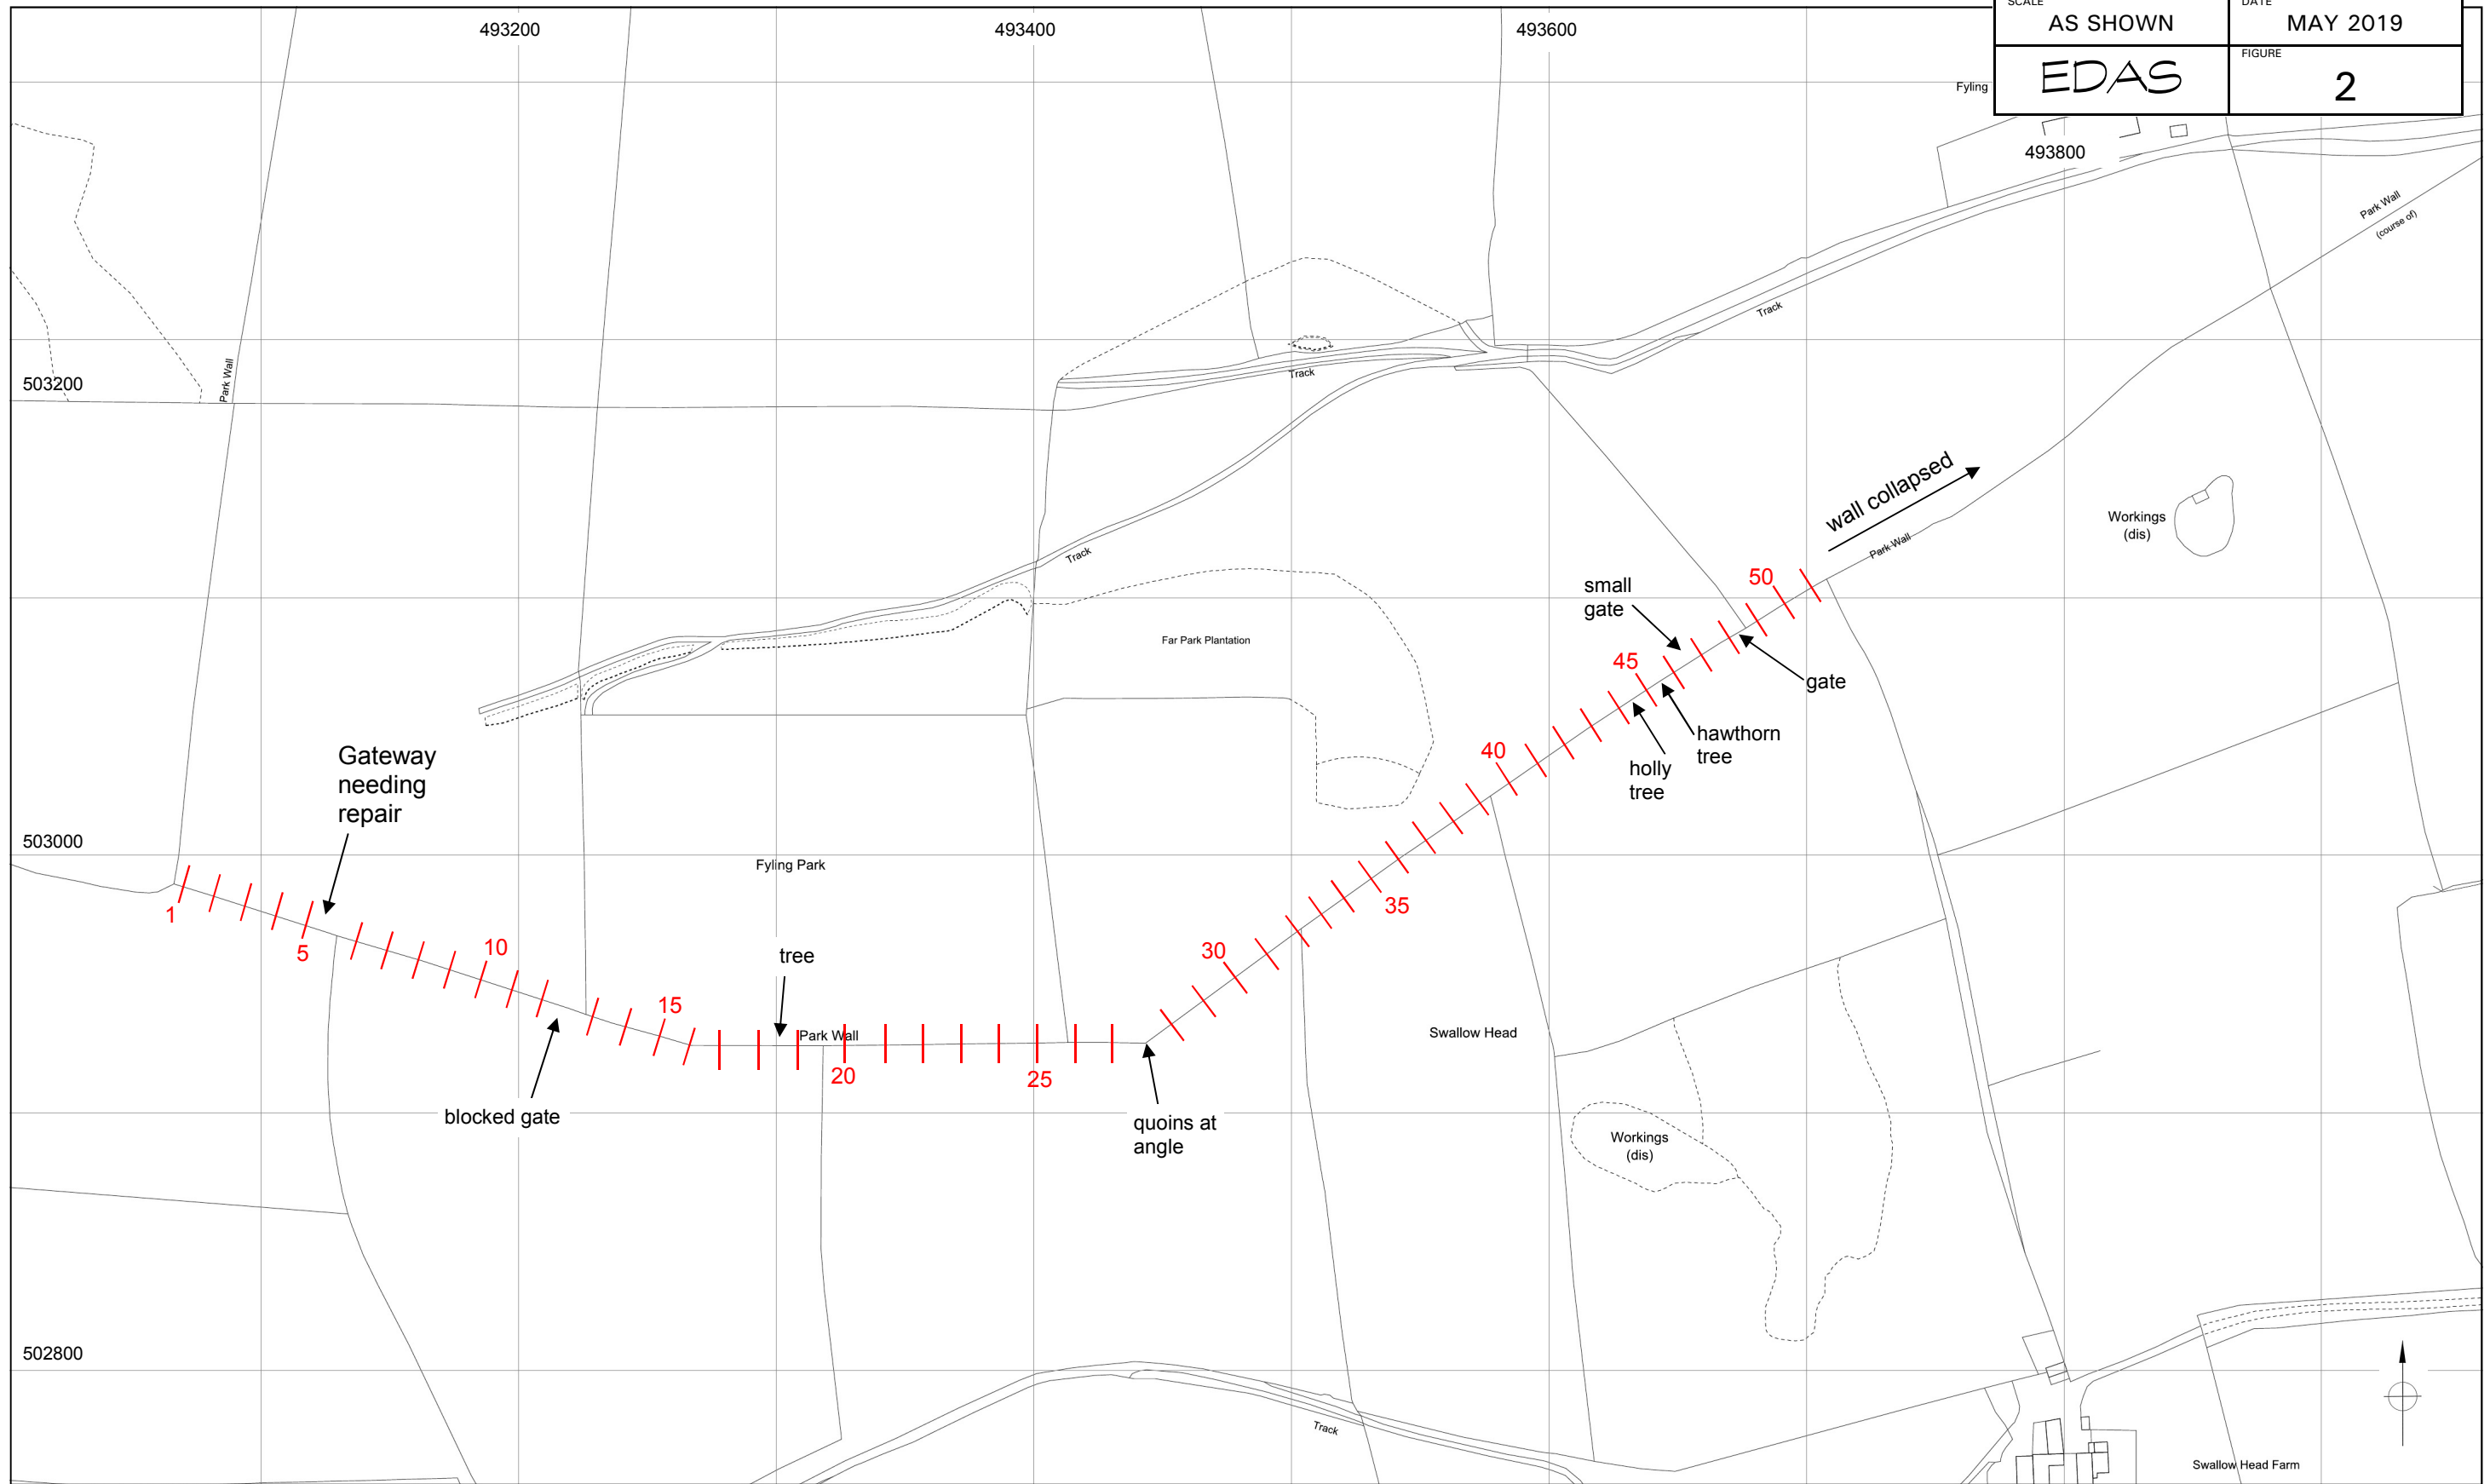 SCALE
AS SHOWN
DATE
MAY 2019
EDAS
FIGURE
2
493200
493400
493600
493800
Fyling
Park Wall
(course of)
Track
Park Wall
503200
Track
wall collapsed
Workings
(dis)
Park Wall
Track
small
gate
50
Far Park Plantation
45
gate
hawthorn
tree
holly
tree
40
Gateway
needing
repair
503000
Fyling Park
1
5
10
35
30
tree
15
Park Wall
20
25
Swallow Head
blocked gate
quoins at
angle
Workings
(dis)
502800
Track
Swallow Head Farm